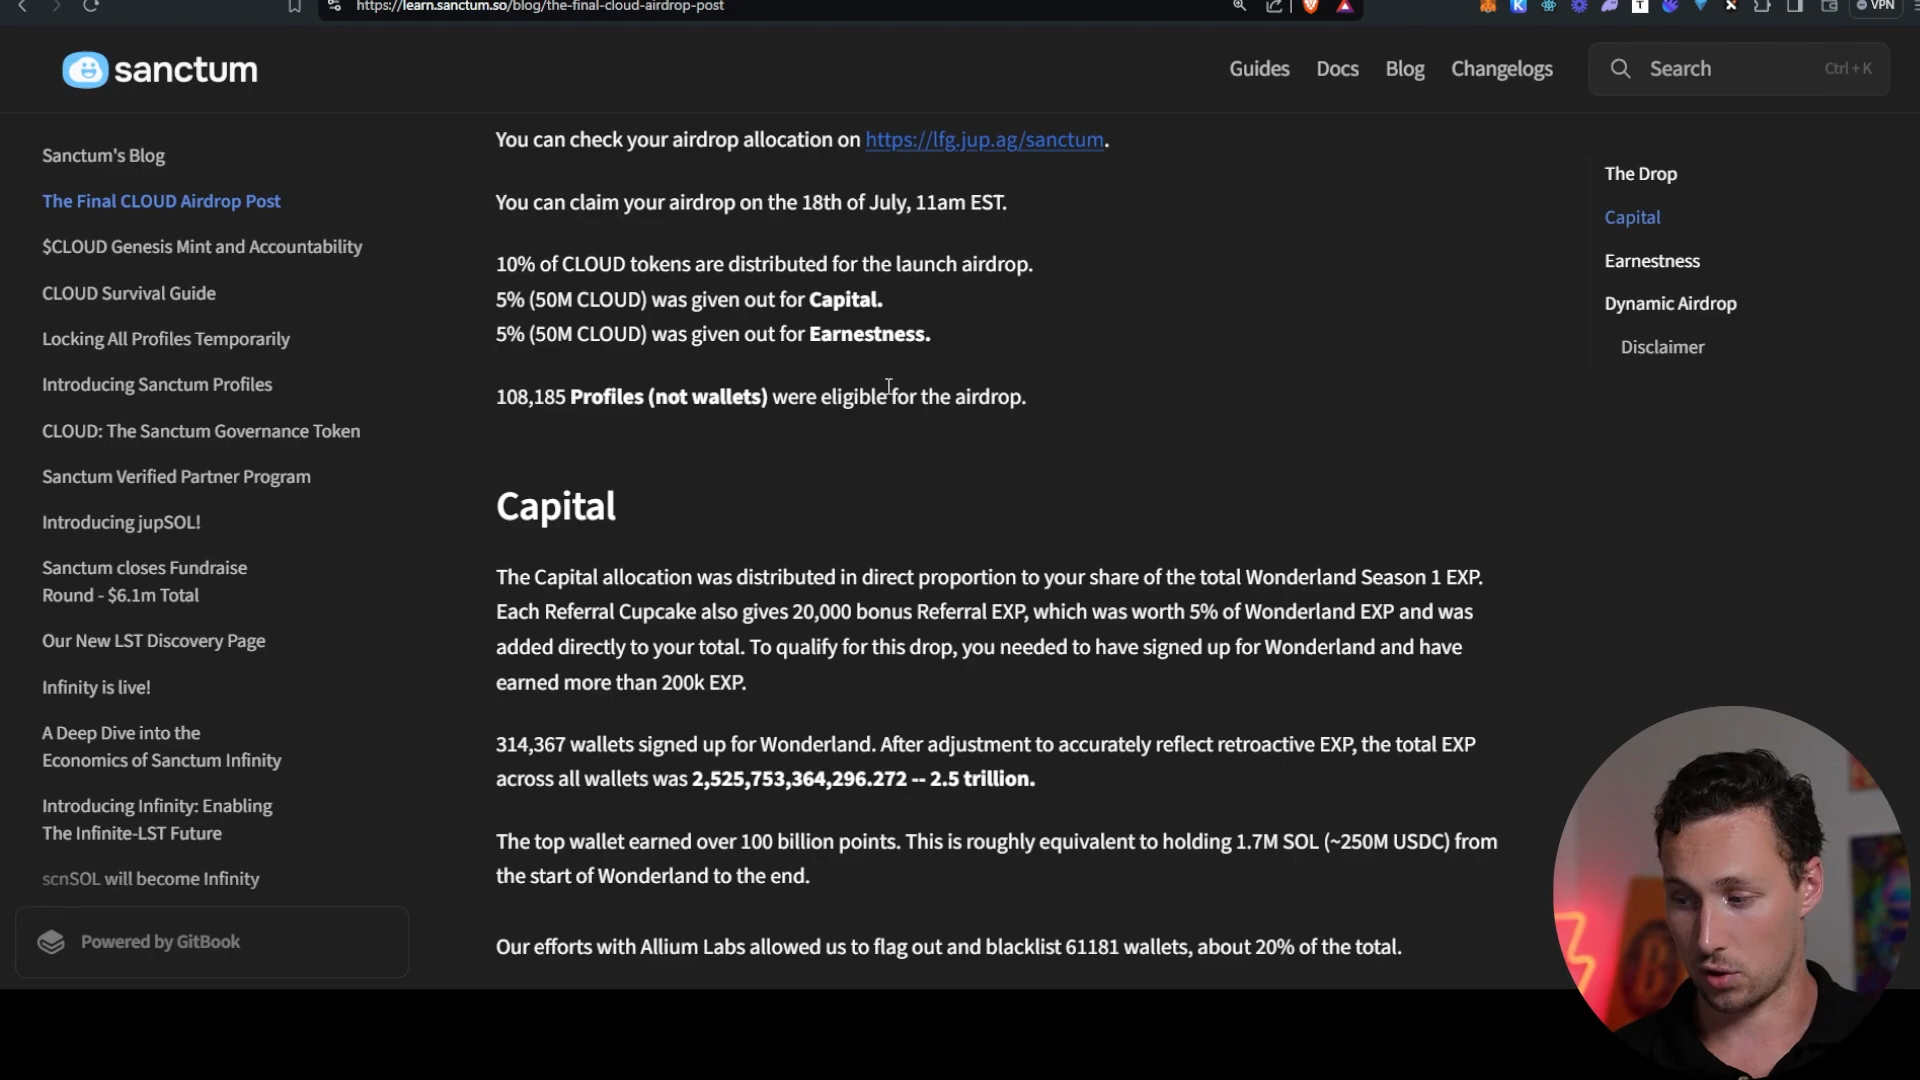 https://learn.sanctum.so/blog/the-final-cloud-airdrop-post
VPN
sanctum
Guides
Docs
Blog
Changelogs
Search
Ctrl + K
Sanctum's Blog
The Final CLOUD Airdrop Post
$CLOUD Genesis Mint and Accountability
CLOUD Survival Guide
Locking All Profiles Temporarily
Introducing Sanctum Profiles
CLOUD: The Sanctum Governance Token
Sanctum Verified Partner Program
Introducing jupSOL!
Sanctum closes Fundraise
Round - $6.1m Total
Our New LST Discovery Page
Infinity is live!
A Deep Dive into the
Economics of Sanctum Infinity
Introducing Infinity: Enabling
The Infinite-LST Future
scnSOL will become Infinity
Powered by GitBook
You can check your airdrop allocation on https://lfg.jup.ag/sanctum.
You can claim your airdrop on the 18th of July, 11am EST.
10% of CLOUD tokens are distributed for the launch airdrop.
5% (50M CLOUD) was given out for Capital.
5% (50M CLOUD) was given out for Earnestness.
108,185 Profiles (not wallets) were eligible for the airdrop.
Capital
The Capital allocation was distributed in direct proportion to your share of the total Wonderland Season 1 EXP.
Each Referral Cupcake also gives 20,000 bonus Referral EXP, which was worth 5% of Wonderland EXP and was
added directly to your total. To qualify for this drop, you needed to have signed up for Wonderland and have
earned more than 200k EXP.
314,367 wallets signed up for Wonderland. After adjustment to accurately reflect retroactive EXP, the total EXP
across all wallets was 2,525,753,364,296.272 -- 2.5 trillion.
The top wallet earned over 100 billion points. This is roughly equivalent to holding 1.7M SOL (~250M USDC) from
the start of Wonderland to the end.
Our efforts with Allium Labs allowed us to flag out and blacklist 61181 wallets, about 20% of the total.
The Drop
Capital
Earnestness
Dynamic Airdrop
Disclaimer